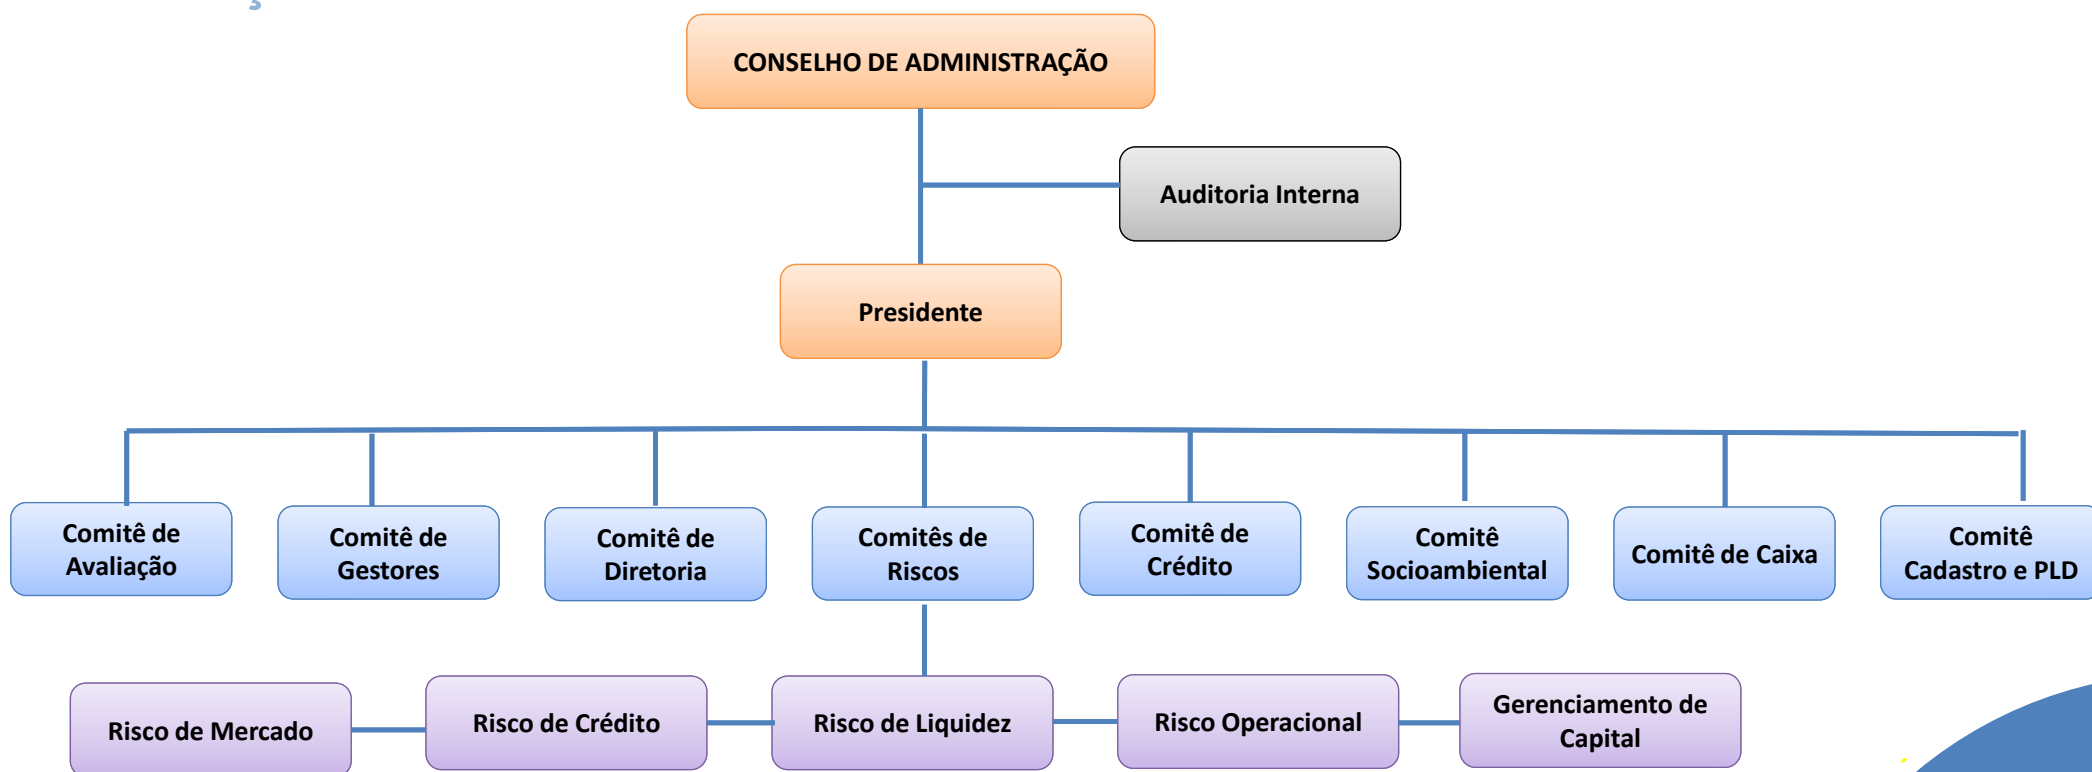 CONSELHO DE ADMINISTRAÇÃO
Auditoria Interna
Presidente
Comitê de
Avaliação
Comitê de
Gestores
Comitê de
Diretoria
Comitês de
Riscos
Comitê de
Crédito
Comitê
Socioambiental
Comitê de Caixa
Comitê
Cadastro e PLD
Risco de Mercado
Risco de Crédito
Risco de Liquidez
Risco Operacional
Gerenciamento de
Capital